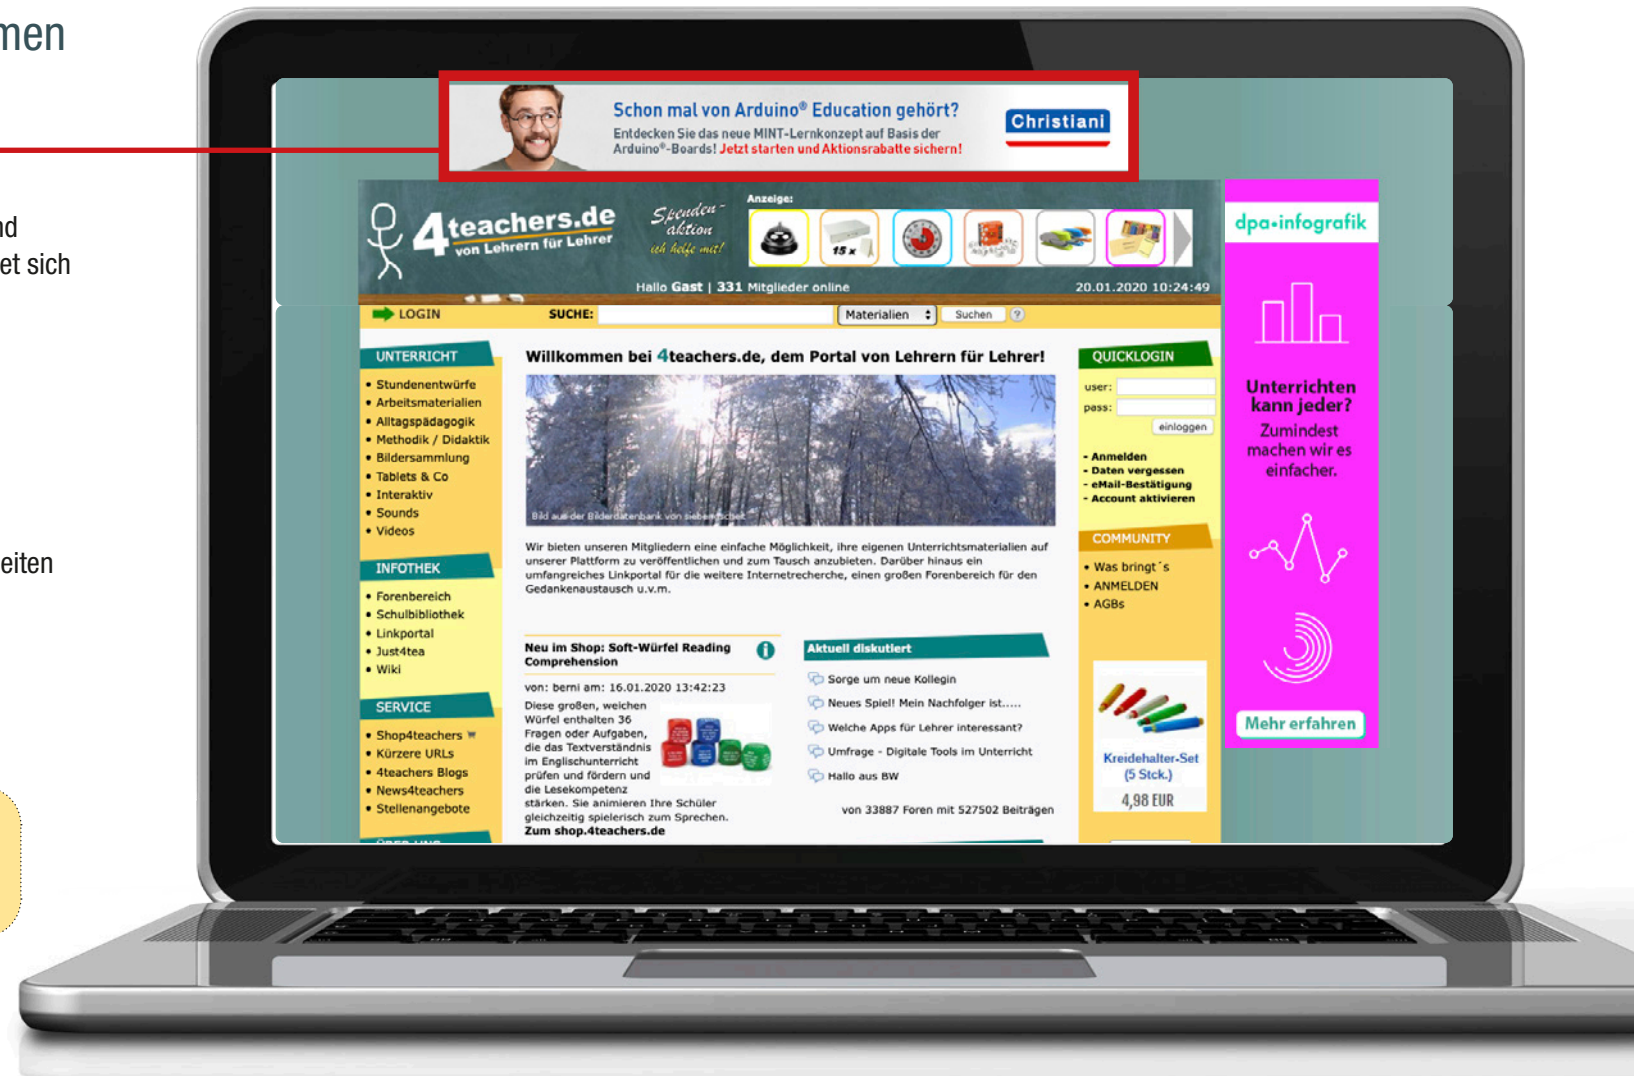 men
nd
et sich
eiten
Schon mal von Arduino® Education gehört?
Entdecken Sie das neue MINT-Lernkonzept auf Basis der
Arduino®-Boards! Jetzt starten und Aktionsrabatte sichern!
Christiani
4teachers.de
von Lehrern für Lehrer
Spenden-
aktion
ich helfe mit!
Anzeige:
15 x
Hallo Gast | 331 Mitglieder online
20.01.2020 10:24:49
LOGIN
SUCHE:
Materialien
Suchen
?
UNTERRICHT
• Stundenentwürfe
• Arbeitsmaterialien
• Alltagspädagogik
• Methodik / Didaktik
• Bildersammlung
• Tablets & Co
• Interaktiv
• Sounds
• Videos
INFOTHEK
• Forenbereich
• Schulbibliothek
• Linkportal
• Just4tea
• Wiki
SERVICE
• Shop4teachers
• Kürzere URLs
• 4teachers Blogs
• News4teachers
• Stellenangebote
ÜBER UNS
Willkommen bei 4teachers.de, dem Portal von Lehrern für Lehrer!
Bild aus der Bilderdatenbank von siebengscheit
Wir bieten unseren Mitgliedern eine einfache Möglichkeit, ihre eigenen Unterrichtsmaterialien auf
unserer Plattform zu veröffentlichen und zum Tausch anzubieten. Darüber hinaus ein
umfangreiches Linkportal für die weitere Internetrecherche, einen großen Forenbereich für den
Gedankenaustausch u.v.m.
Neu im Shop: Soft-Würfel Reading
Comprehension
von: berni am: 16.01.2020 13:42:23
Diese großen, weichen
Würfel enthalten 36
Fragen oder Aufgaben,
die das Textverständnis
im Englischunterricht
prüfen und fördern und
die Lesekompetenz
stärken. Sie animieren Ihre Schüler
gleichzeitig spielerisch zum Sprechen.
Zum shop.4teachers.de
Aktuell diskutiert
Sorge um neue Kollegin
Neues Spiel! Mein Nachfolger ist.....
Welche Apps für Lehrer interessant?
Umfrage - Digitale Tools im Unterricht
Hallo aus BW
von 33887 Foren mit 527502 Beiträgen
QUICKLOGIN
user:
pass:
einloggen
- Anmelden
- Daten vergessen
- eMail-Bestätigung
- Account aktivieren
COMMUNITY
• Was bringt´s
• ANMELDEN
• AGBs
Kreidehalter-Set
(5 Stck.)
4,98 EUR
dpa•infografik
Unterrichten
kann jeder?
Zumindest
machen wir es
einfacher.
Mehr erfahren